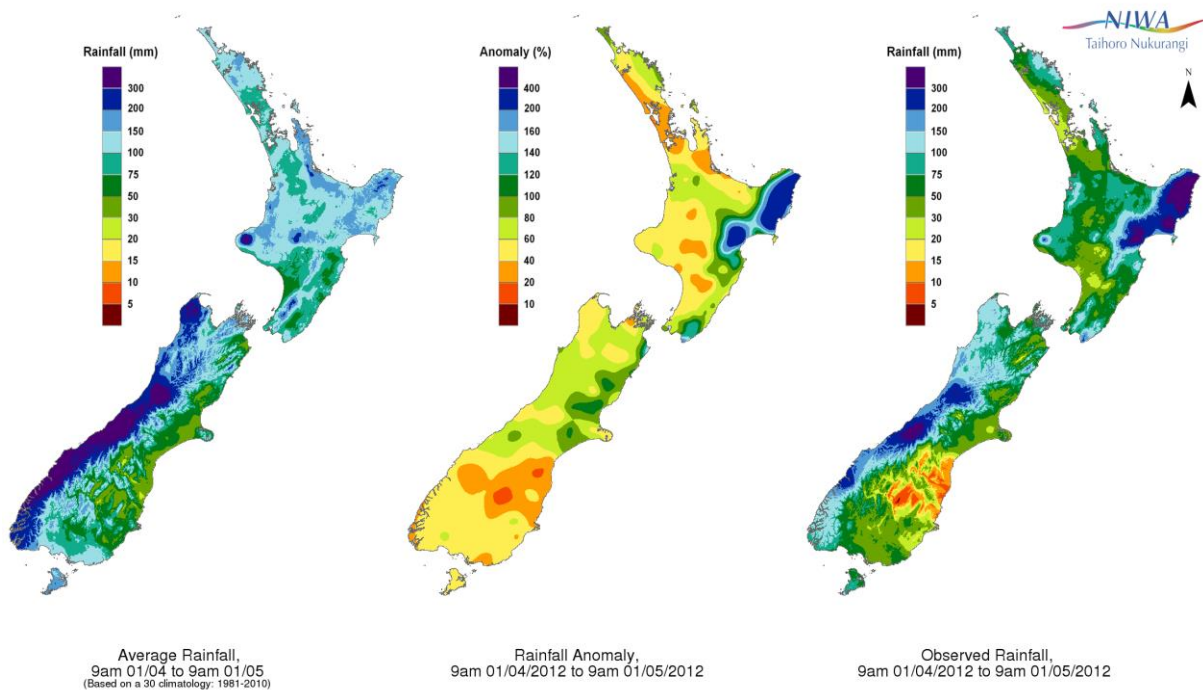 NIWA
Taihoro Nukurangi
N
Rainfall (mm)
300
200
150
100
75
50
30
20
15
10
5
Anomaly (%)
400
200
160
140
120
100
80
60
40
20
10
Rainfall (mm)
300
200
150
100
75
50
30
20
15
10
5
Average Rainfall,
9am 01/04 to 9am 01/05
(Based on a 30 climatology: 1981-2010)
Rainfall Anomaly,
9am 01/04/2012 to 9am 01/05/2012
Observed Rainfall,
9am 01/04/2012 to 9am 01/05/2012